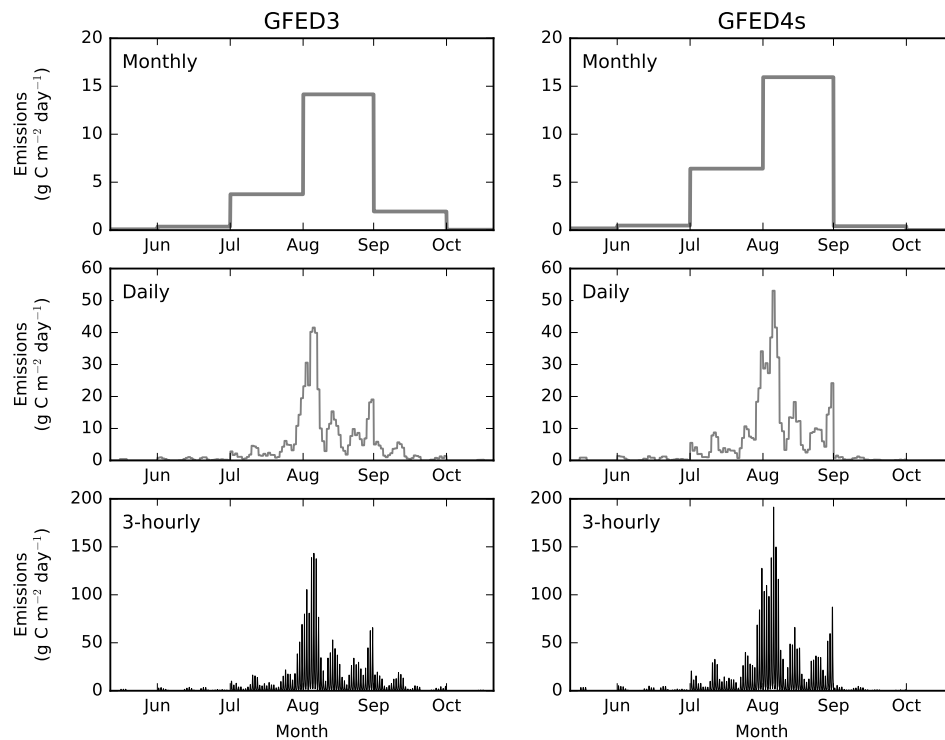 GFED3 GFED4s
20 20
Monthly Monthly
15 15
10 10
5 5
0 0
Emissions
(g C m⁻² day⁻¹)
Jun Jul Aug Sep Oct Jun Jul Aug Sep Oct
60 60
Daily Daily
50 50
40 40
30 30
20 20
10 10
0 0
Emissions
(g C m⁻² day⁻¹)
Jun Jul Aug Sep Oct Jun Jul Aug Sep Oct
200 200
3-hourly 3-hourly
150 150
100 100
50 50
0 0
Emissions
(g C m⁻² day⁻¹)
Jun Jul Aug Sep Oct Jun Jul Aug Sep Oct
Month Month